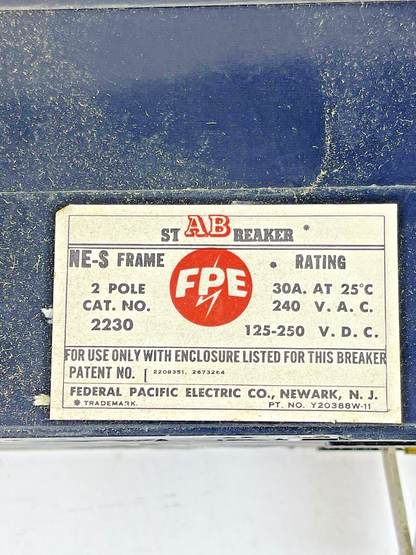 STAB BREAKER *
NE-S FRAME
FPE
* RATING
2 POLE
30A. AT 25°C
CAT. NO.
240 V. A. C.
2230
125-250 V. D. C.
FOR USE ONLY WITH ENCLOSURE LISTED FOR THIS BREAKER
PATENT NO. 2209351, 2673264
FEDERAL PACIFIC ELECTRIC CO., NEWARK, N. J.
* TRADEMARK. PT. NO. Y20388W-11